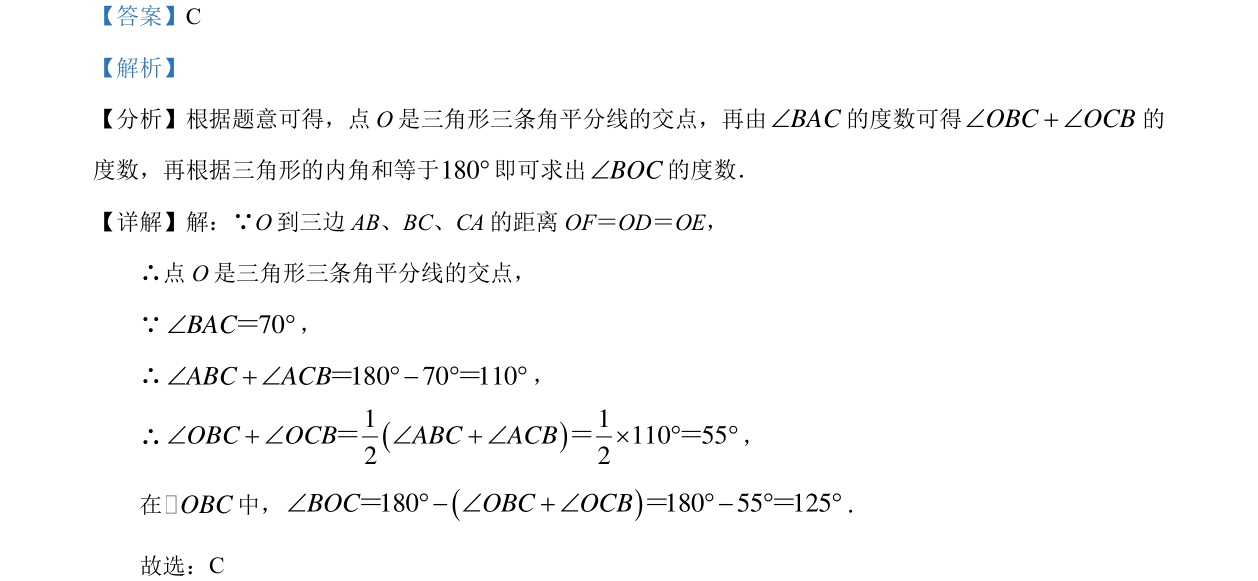 【答案】C
【解析】
【分析】根据题意可得，点 O 是三角形三条角平分线的交点，再由∠BAC 的度数可得∠OBC + ∠OCB 的
度数，再根据三角形的内角和等于180°即可求出∠BOC 的度数．
【详解】解：∵O 到三边 AB、BC、CA 的距离 OF＝OD＝OE，
∴点 O 是三角形三条角平分线的交点，
∵∠BAC=70°，
∴∠ABC + ∠ACB=180° − 70°=110°，
∴∠OBC + ∠OCB=\frac{1}{2}(∠ABC + ∠ACB)=\frac{1}{2}×110°=55°，
在□OBC 中，∠BOC=180° − (∠OBC + ∠OCB)=180° − 55°=125°．
故选：C